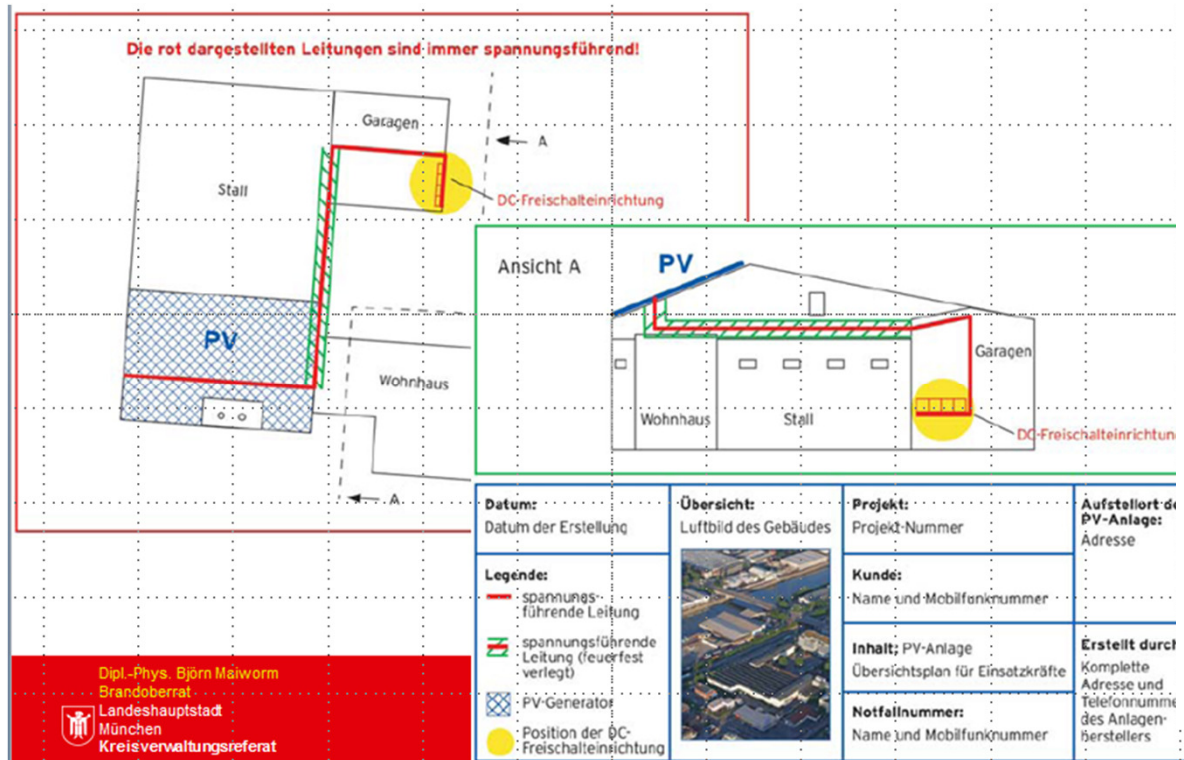 Die rot dargestellten Leitungen sind immer spannungsführend!
Garagen
A
Stall
DC-Freischalteinrichtung
PV
Wohnhaus
A
Ansicht A
PV
Garagen
Wohnhaus
Stall
DC-Freischalteinrichtung
Datum:
Datum der Erstellung
Legende:
spannungs-
führende Leitung
spannungsführende
Leitung (feuerfest
verlegt)
PV-Generator
Position der DC-
Freischalteinrichtung
Übersicht:
Luftbild des Gebäudes
Projekt:
Projekt-Nummer
Kunde:
Name und Mobilfunknummer
Inhalt: PV-Anlage
Übersichtsplan für Einsatzkräfte
Notfallnummer:
Name und Mobilfunknummer
Aufstellort de
PV-Anlage:
Adresse
Erstellt durch
Komplette
Adresse und
Telefonnumme
des Anlagen-
herstellers
Dipl.-Phys. Björn Maiworm
Brandoberrat
Landeshauptstadt
München
Kreisverwaltungsreferat